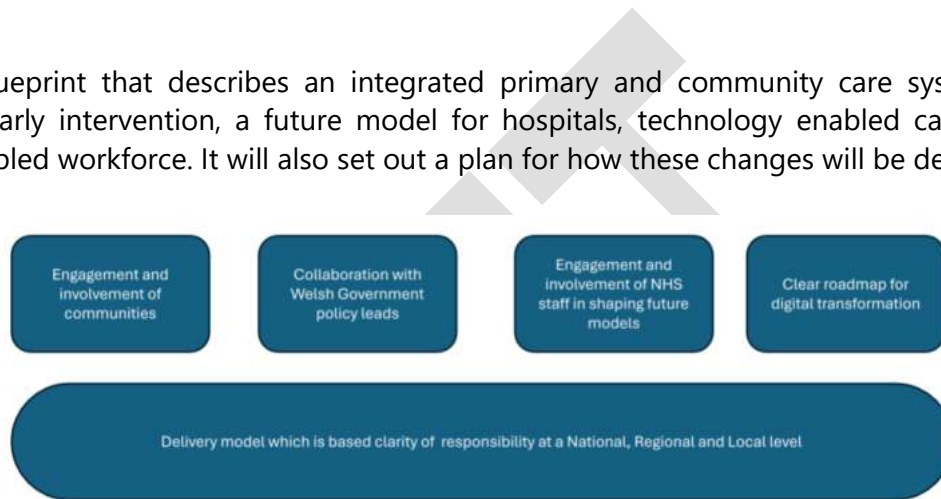 ueprint that describes an integrated primary and community care sys
arly intervention, a future model for hospitals, technology enabled ca
bled workforce. It will also set out a plan for how these changes will be de
Engagement and
involvement of
communities
Collaboration with
Welsh Government
policy leads
Engagement and
involvement of NHS
staff in shaping future
models
Clear roadmap for
digital transformation
Delivery model which is based clarity of responsibility at a National, Regional and Local level